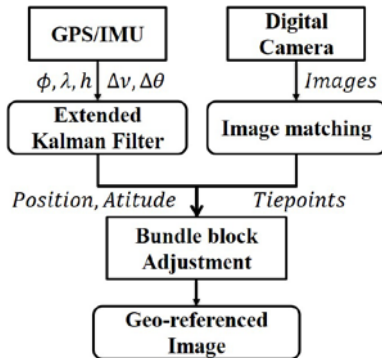 GPS/IMU
Digital
Camera
ϕ, λ, h Δv, Δθ
Images
Extended
Kalman Filter
Image matching
Position, Atitude
Tiepoints
Bundle block
Adjustment
Geo-referenced
Image